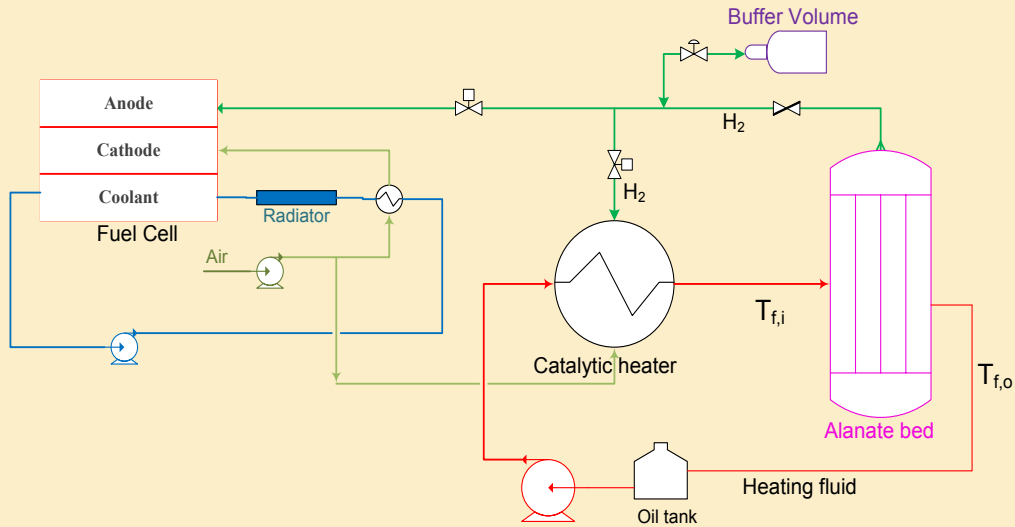 Buffer Volume
Anode
H2
Cathode
H2
Coolant
Radiator
Fuel Cell
Air
Tf,i
Catalytic heater
Tf,o
Alanate bed
Heating fluid
Oil tank